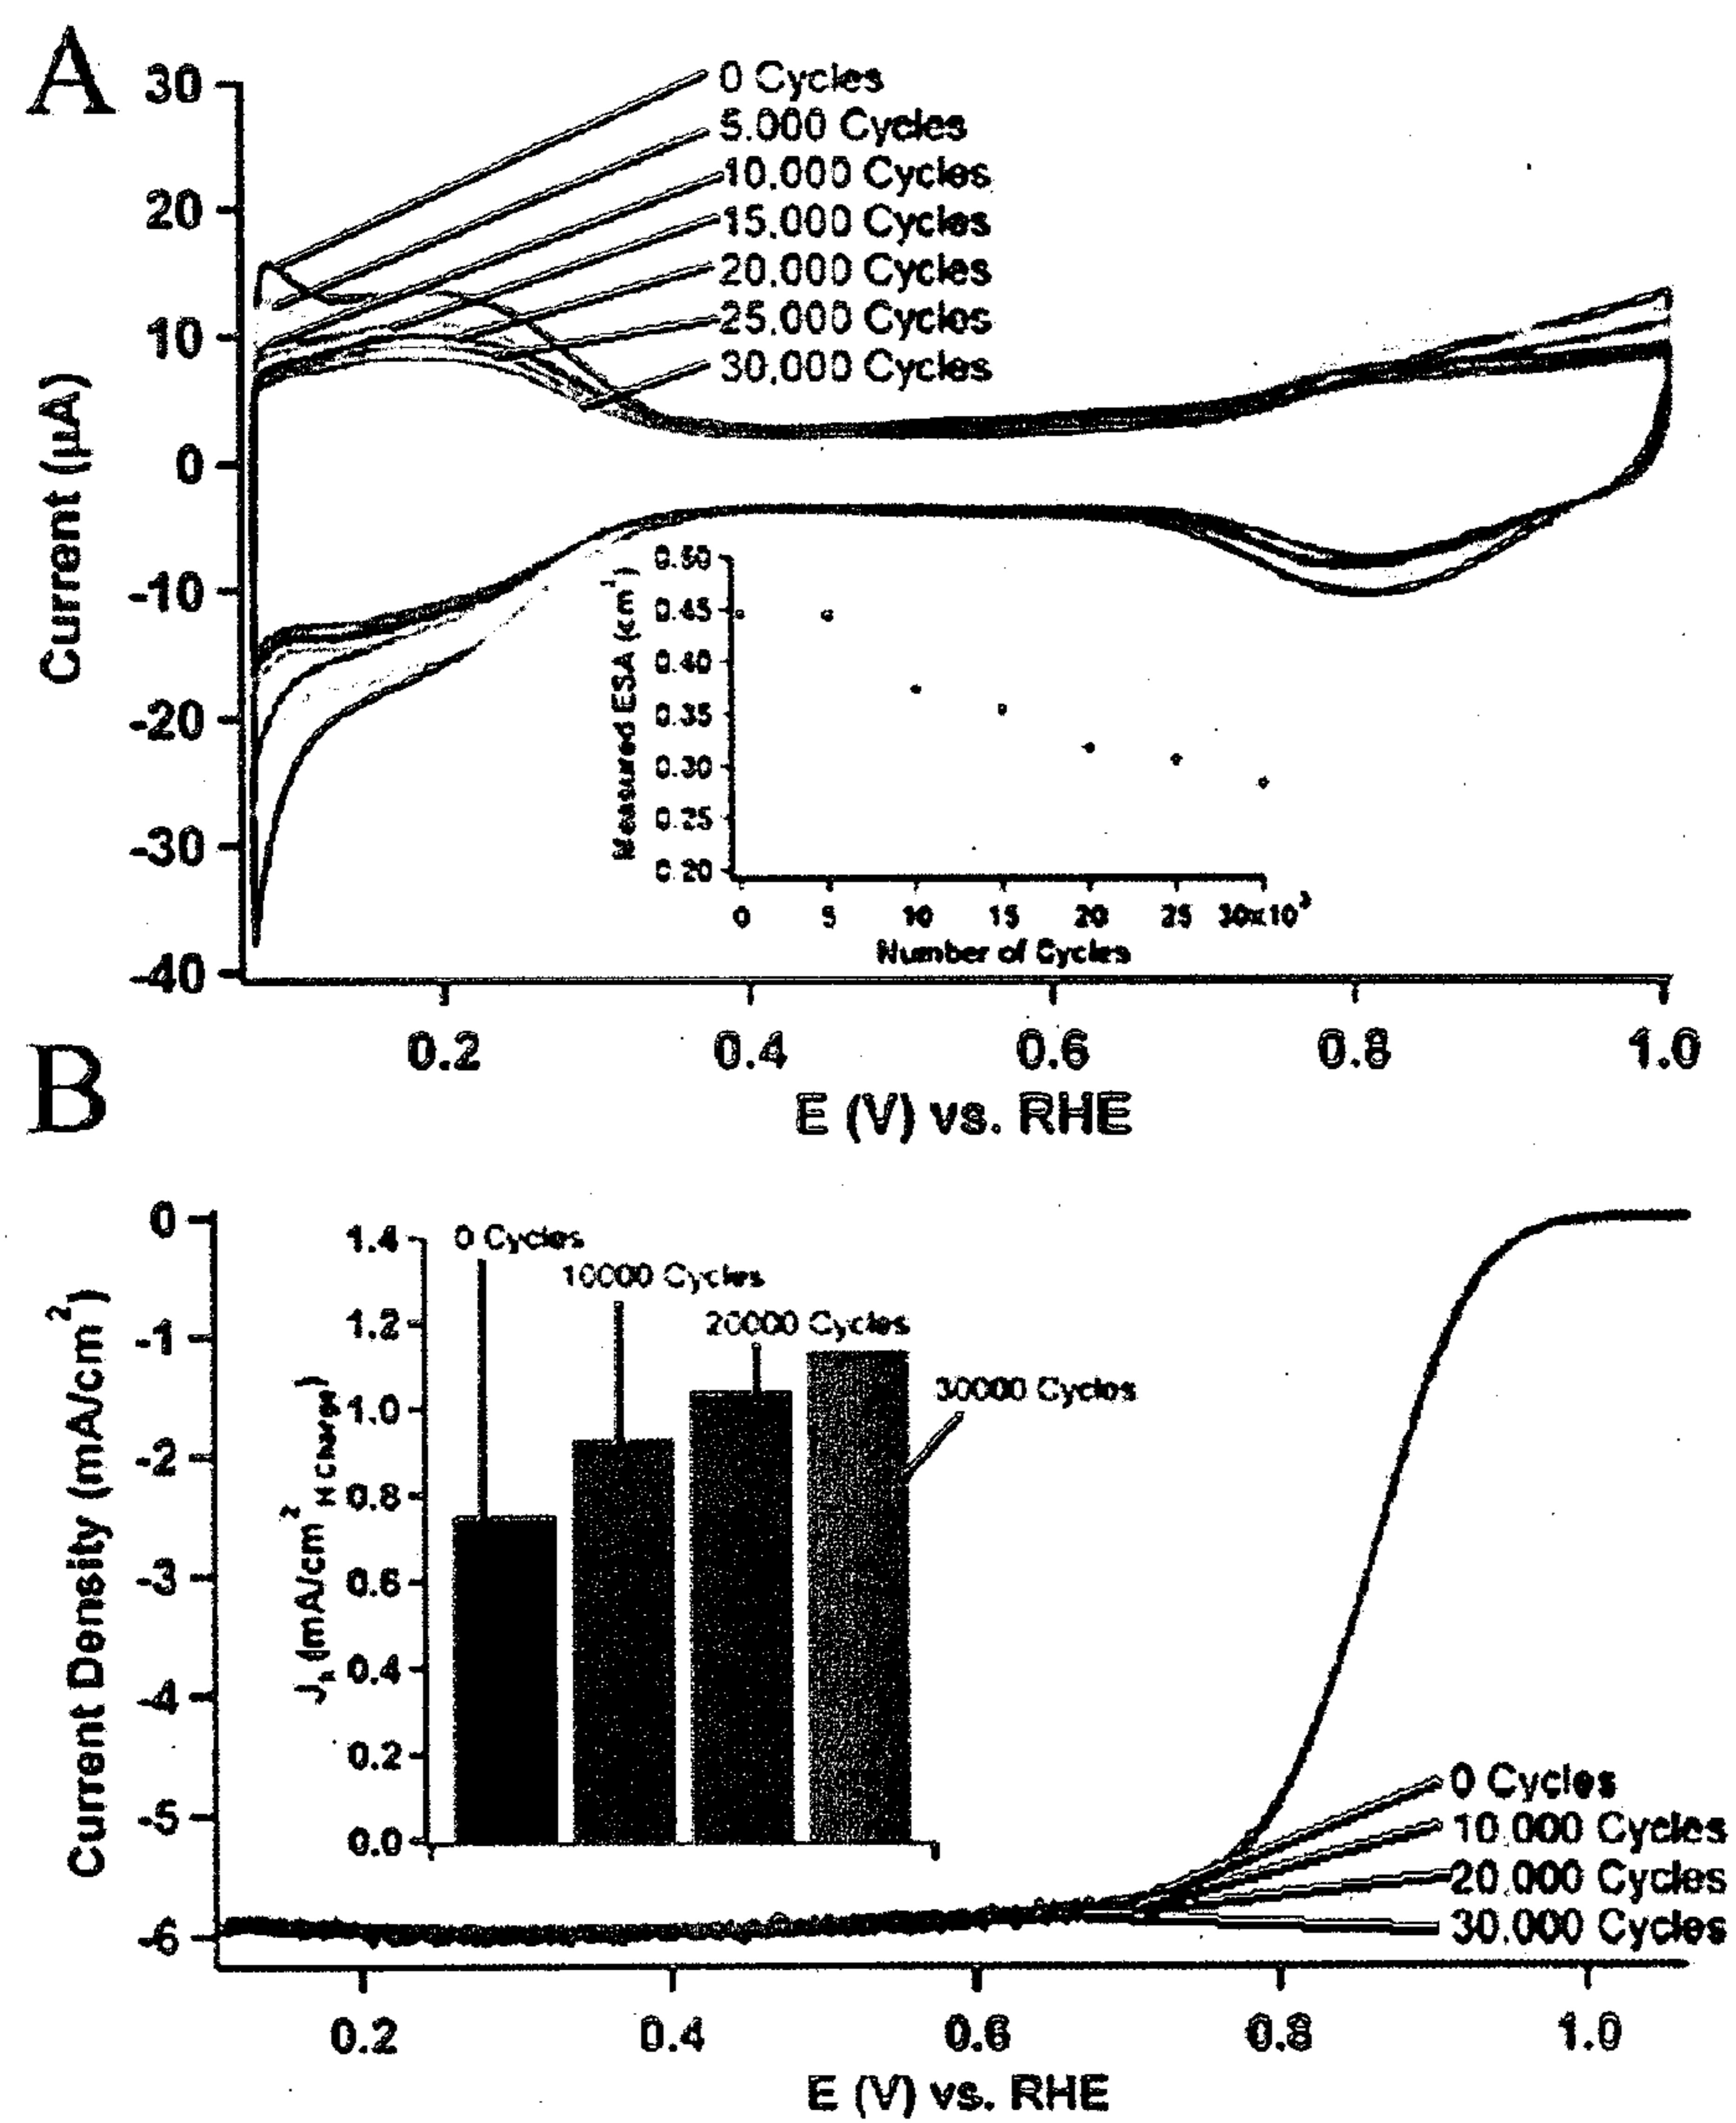 A
30
20
10
0
-10
-20
-30
-40
Current (µA)
0 Cycles
5.000 Cycles
10.000 Cycles
15.000 Cycles
20.000 Cycles
25.000 Cycles
30.000 Cycles
0.50
0.45
0.40
0.35
0.30
0.25
0.20
Measured ESA (cm
0
5
10
15
20
25
30x10³
Number of Cycles
0.2
0.4
0.6
0.8
1.0
E (V) vs. RHE
B
0
-1
-2
-3
-4
-5
-6
Current Density (mA/cm²)
1.4
1.2
1.0
0.8
0.6
0.4
0.2
0.0
Jk (mA/cm² H Charge)
0 Cycles
10000 Cycles
20000 Cycles
30000 Cycles
0 Cycles
10.000 Cycles
20.000 Cycles
30.000 Cycles
0.2
0.4
0.6
0.8
1.0
E (V) vs. RHE